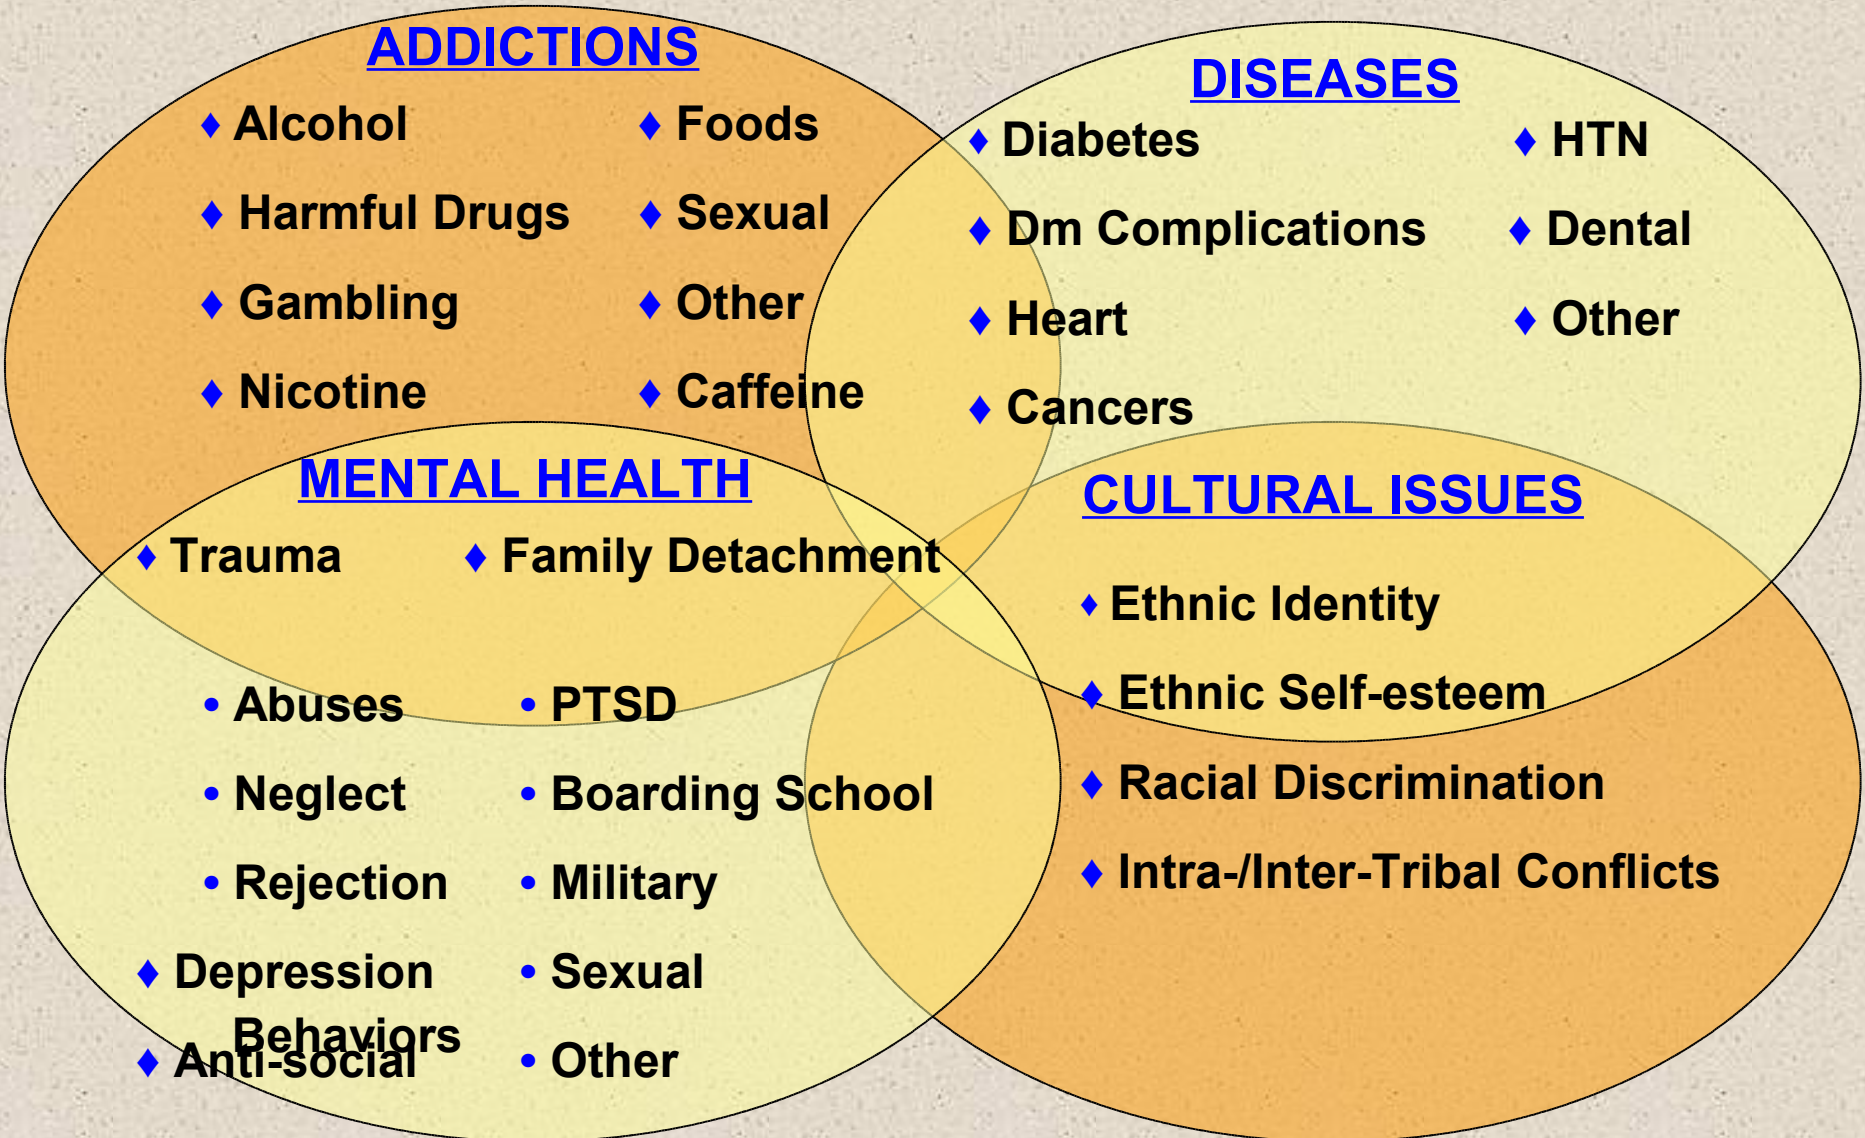 ADDICTIONS
♦ Alcohol
♦ Harmful Drugs
♦ Gambling
♦ Nicotine
♦ Foods
♦ Sexual
♦ Other
♦ Caffeine
DISEASES
♦ Diabetes
♦ Dm Complications
♦ Heart
♦ Cancers
♦ HTN
♦ Dental
♦ Other
MENTAL HEALTH
♦ Trauma
• Abuses
• Neglect
• Rejection
♦ Depression
Behaviors
♦ Anti-social
♦ Family Detachment
• PTSD
• Boarding School
• Military
• Sexual
• Other
CULTURAL ISSUES
♦ Ethnic Identity
♦ Ethnic Self-esteem
♦ Racial Discrimination
♦ Intra-/Inter-Tribal Conflicts